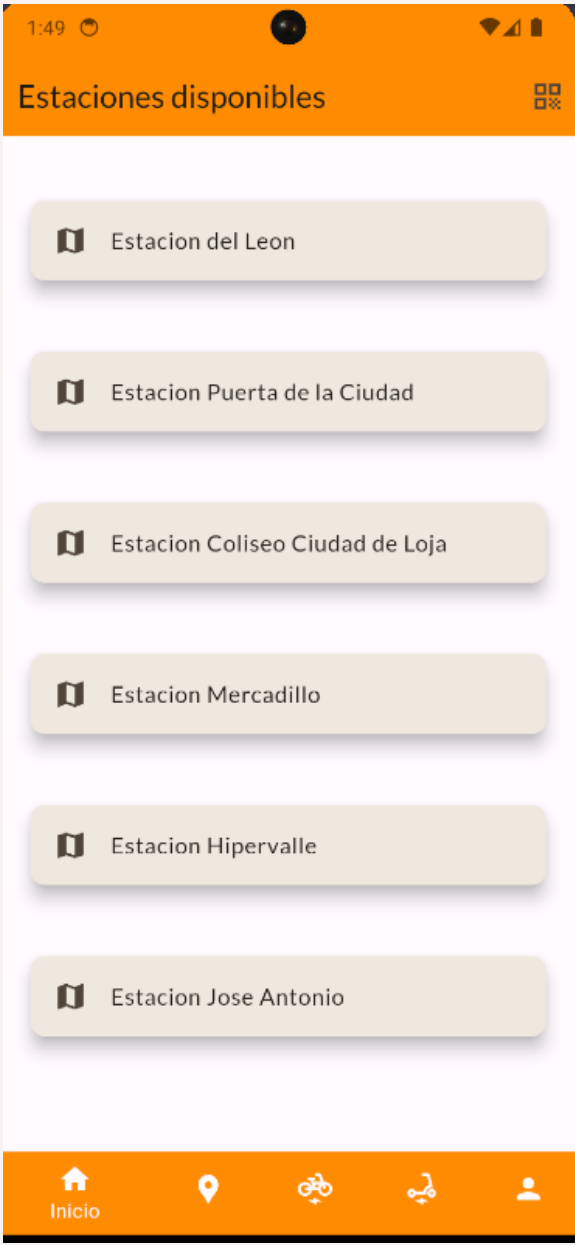 1:49
Estaciones disponibles
Estacion del Leon
Estacion Puerta de la Ciudad
Estacion Coliseo Ciudad de Loja
Estacion Mercadillo
Estacion Hipervalle
Estacion Jose Antonio
Inicio